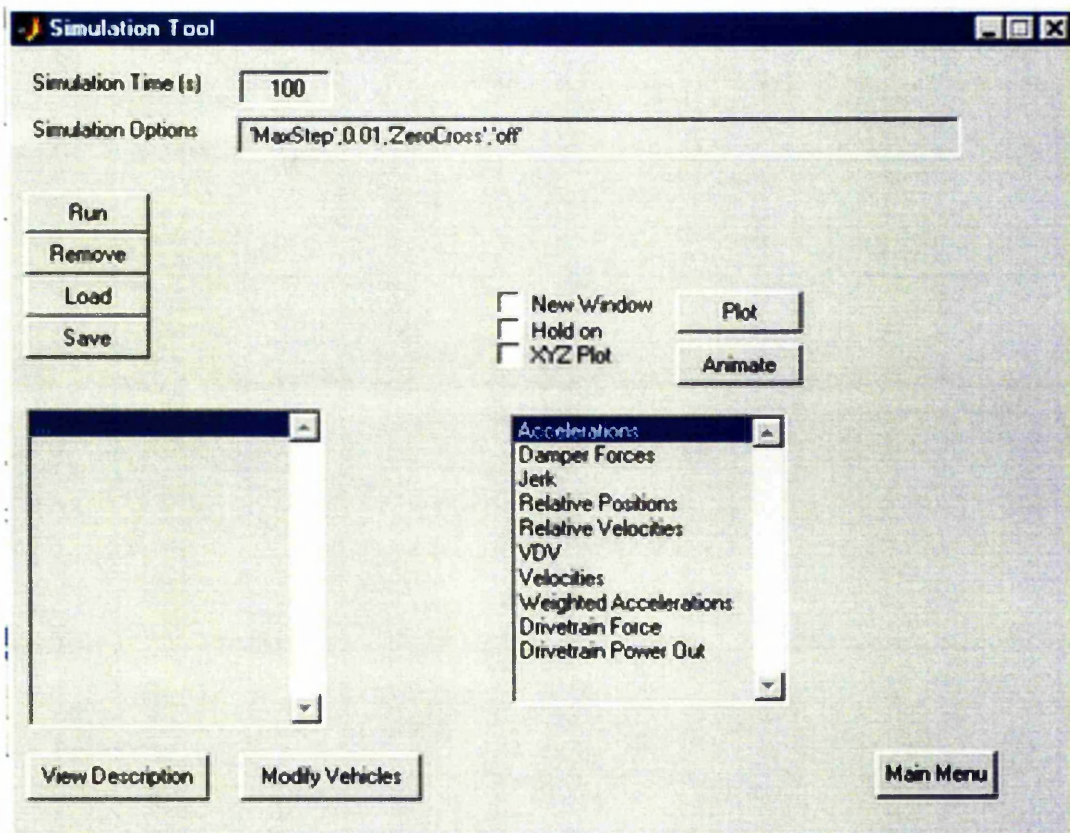 Simulation Tool
Simulation Time (s)
100
Simulation Options
'MaxStep',0.01,'ZeroCross','off'
Run
Remove
Load
Save
New Window
Hold on
XYZ Plot
Plot
Animate
...
Accelerations
Damper Forces
Jerk
Relative Positions
Relative Velocities
VDV
Velocities
Weighted Accelerations
Drivetrain Force
Drivetrain Power Out
View Description
Modify Vehicles
Main Menu